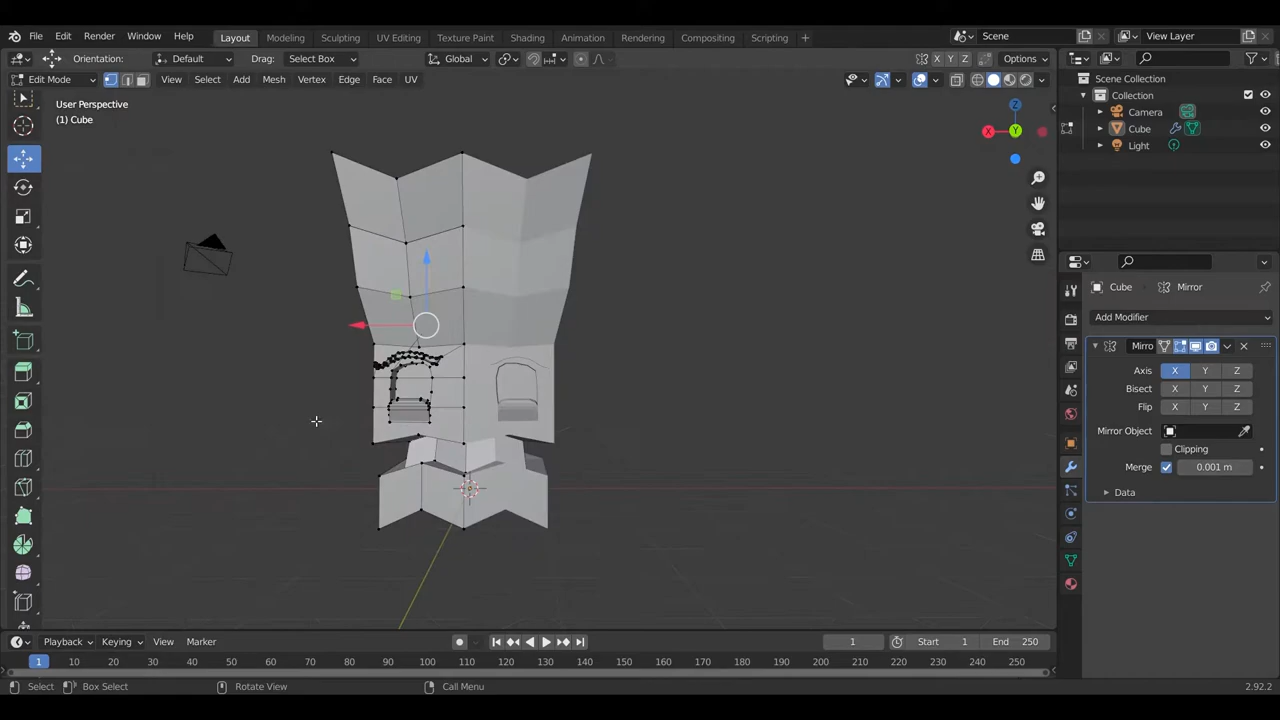 File Edit Render Window Help Layout Modeling Sculpting UV Editing Texture Paint Shading Animation Rendering Compositing Scripting + Scene View Layer
Orientation: Default Drag: Select Box Global X Y Z Options
Edit Mode View Select Add Mesh Vertex Edge Face UV
Scene Collection
Collection
Camera
Cube
Light
User Perspective
(1) Cube
Z
X
Y
Cube Mirror
Add Modifier
Mirro
Axis X Y Z
Bisect X Y Z
Flip X Y Z
Mirror Object
Clipping
Merge 0.001 m
Data
Playback Keying View Marker 1 Start 1 End 250
1 10 20 30 40 50 60 70 80 90 100 110 120 130 140 150 160 170 180 190 200 210 220 230 240 250
Select Box Select Rotate View Call Menu 2.92.2